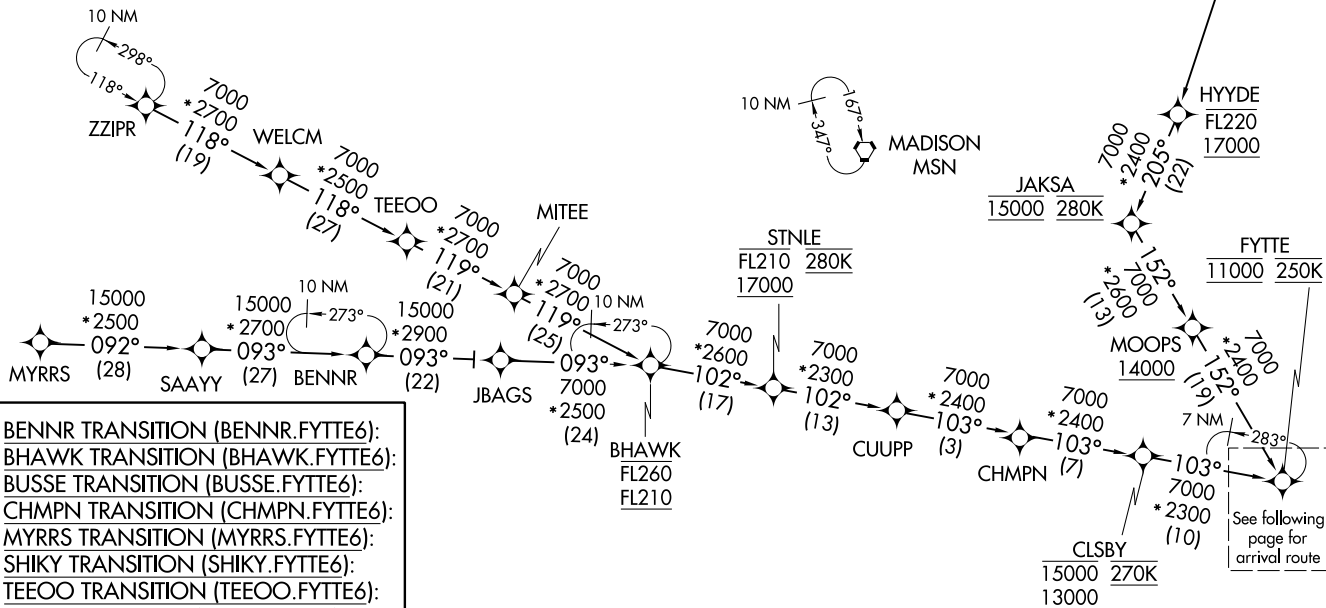 10 NM
298°
118°
ZZIPR
7000
*2700
118°
(19)
WELCM
7000
*2500
118°
(27)
TEEOO
7000
*2700
119°
(21)
MITEE
7000
*2700
119°
(25)
10 NM
167°
347°
MADISON
MSN
HYYDE
FL220
17000
7000
*2400
205°
(22)
JAKSA
15000 280K
152°
7000
*2600
(13)
MOOPS
14000
7000
*2400
152°
(19)
FYTTE
11000 250K
MYRRS
15000
*2500
092°
(28)
SAAYY
15000
*2700
093°
(27)
10 NM
273°
BENNR
15000
*2900
093°
(22)
JBAGS
093°
7000
*2500
(24)
10 NM
273°
BHAWK
FL260
FL210
7000
*2600
102°
(17)
STNLE
FL210 280K
17000
7000
*2300
102°
(13)
CUUPP
7000
*2400
103°
(3)
CHMPN
7000
*2400
103°
(7)
CLSBY
15000 270K
13000
103°
7000
*2300
(10)
7 NM
283°
See following
page for
arrival route
BENNR TRANSITION (BENNR.FYTTE6):
BHAWK TRANSITION (BHAWK.FYTTE6):
BUSSE TRANSITION (BUSSE.FYTTE6):
CHMPN TRANSITION (CHMPN.FYTTE6):
MYRRS TRANSITION (MYRRS.FYTTE6):
SHIKY TRANSITION (SHIKY.FYTTE6):
TEEOO TRANSITION (TEEOO.FYTTE6):